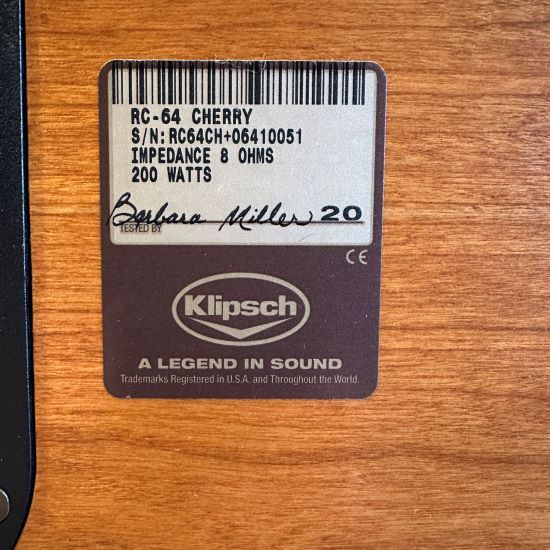 RC-64 CHERRY
S/N:RC64CH+06410051
IMPEDANCE 8 OHMS
200 WATTS
Barbara Miller 20
TESTED BY
CE
Klipsch
A LEGEND IN SOUND
Trademarks Registered in U.S.A. and Throughout the World.